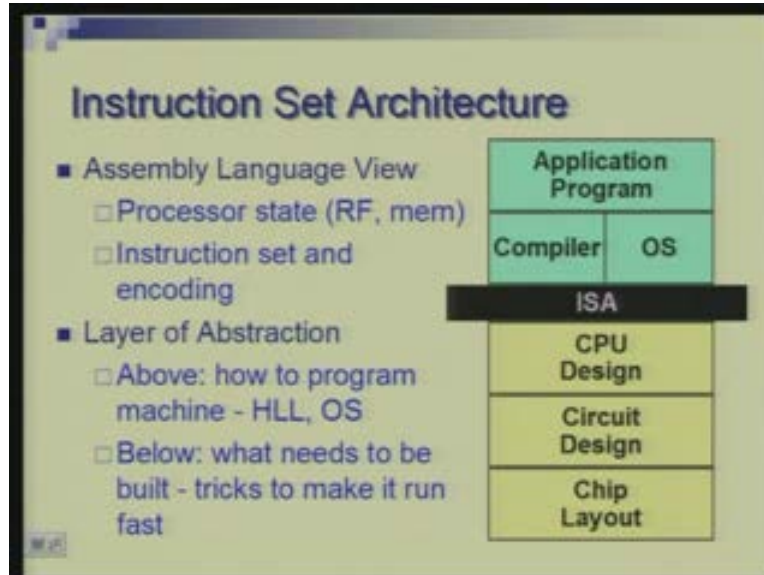 Instruction Set Architecture
Assembly Language View
Processor state (RF, mem)
Instruction set and
encoding
Layer of Abstraction
Above: how to program
machine - HLL, OS
Below: what needs to be
built - tricks to make it run
fast
Application
Program
Compiler
OS
ISA
CPU
Design
Circuit
Design
Chip
Layout